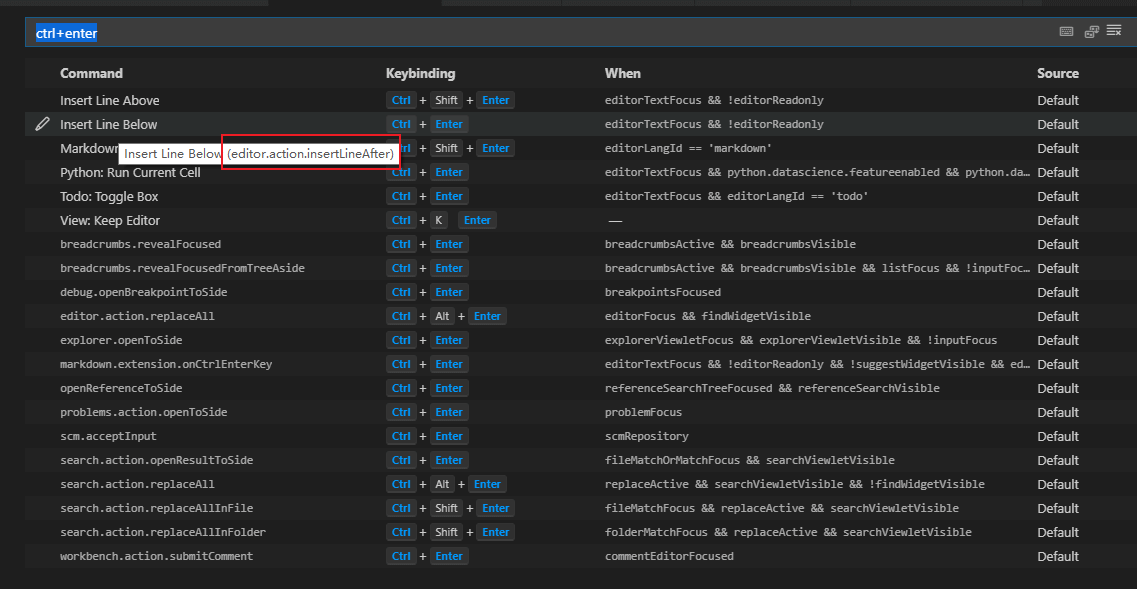 ctrl+enter
Command Keybinding When Source
Insert Line Above Ctrl + Shift + Enter editorTextFocus && !editorReadonly Default
Insert Line Below Ctrl + Enter editorTextFocus && !editorReadonly Default
Markdown Ctrl + Shift + Enter editorLangId == 'markdown' Default
Insert Line Below (editor.action.insertLineAfter)
Python: Run Current Cell Ctrl + Enter editorTextFocus && python.datascience.featureenabled && python.da… Default
Todo: Toggle Box Ctrl + Enter editorTextFocus && editorLangId == 'todo' Default
View: Keep Editor Ctrl + K Enter — Default
breadcrumbs.revealFocused Ctrl + Enter breadcrumbsActive && breadcrumbsVisible Default
breadcrumbs.revealFocusedFromTreeAside Ctrl + Enter breadcrumbsActive && breadcrumbsVisible && listFocus && !inputFoc… Default
debug.openBreakpointToSide Ctrl + Enter breakpointsFocused Default
editor.action.replaceAll Ctrl + Alt + Enter editorFocus && findWidgetVisible Default
explorer.openToSide Ctrl + Enter explorerViewletFocus && explorerViewletVisible && !inputFocus Default
markdown.extension.onCtrlEnterKey Ctrl + Enter editorTextFocus && !editorReadonly && !suggestWidgetVisible && ed… Default
openReferenceToSide Ctrl + Enter referenceSearchTreeFocused && referenceSearchVisible Default
problems.action.openToSide Ctrl + Enter problemFocus Default
scm.acceptInput Ctrl + Enter scmRepository Default
search.action.openResultToSide Ctrl + Enter fileMatchOrMatchFocus && searchViewletVisible Default
search.action.replaceAll Ctrl + Alt + Enter replaceActive && searchViewletVisible && !findWidgetVisible Default
search.action.replaceAllInFile Ctrl + Shift + Enter fileMatchFocus && replaceActive && searchViewletVisible Default
search.action.replaceAllInFolder Ctrl + Shift + Enter folderMatchFocus && replaceActive && searchViewletVisible Default
workbench.action.submitComment Ctrl + Enter commentEditorFocused Default